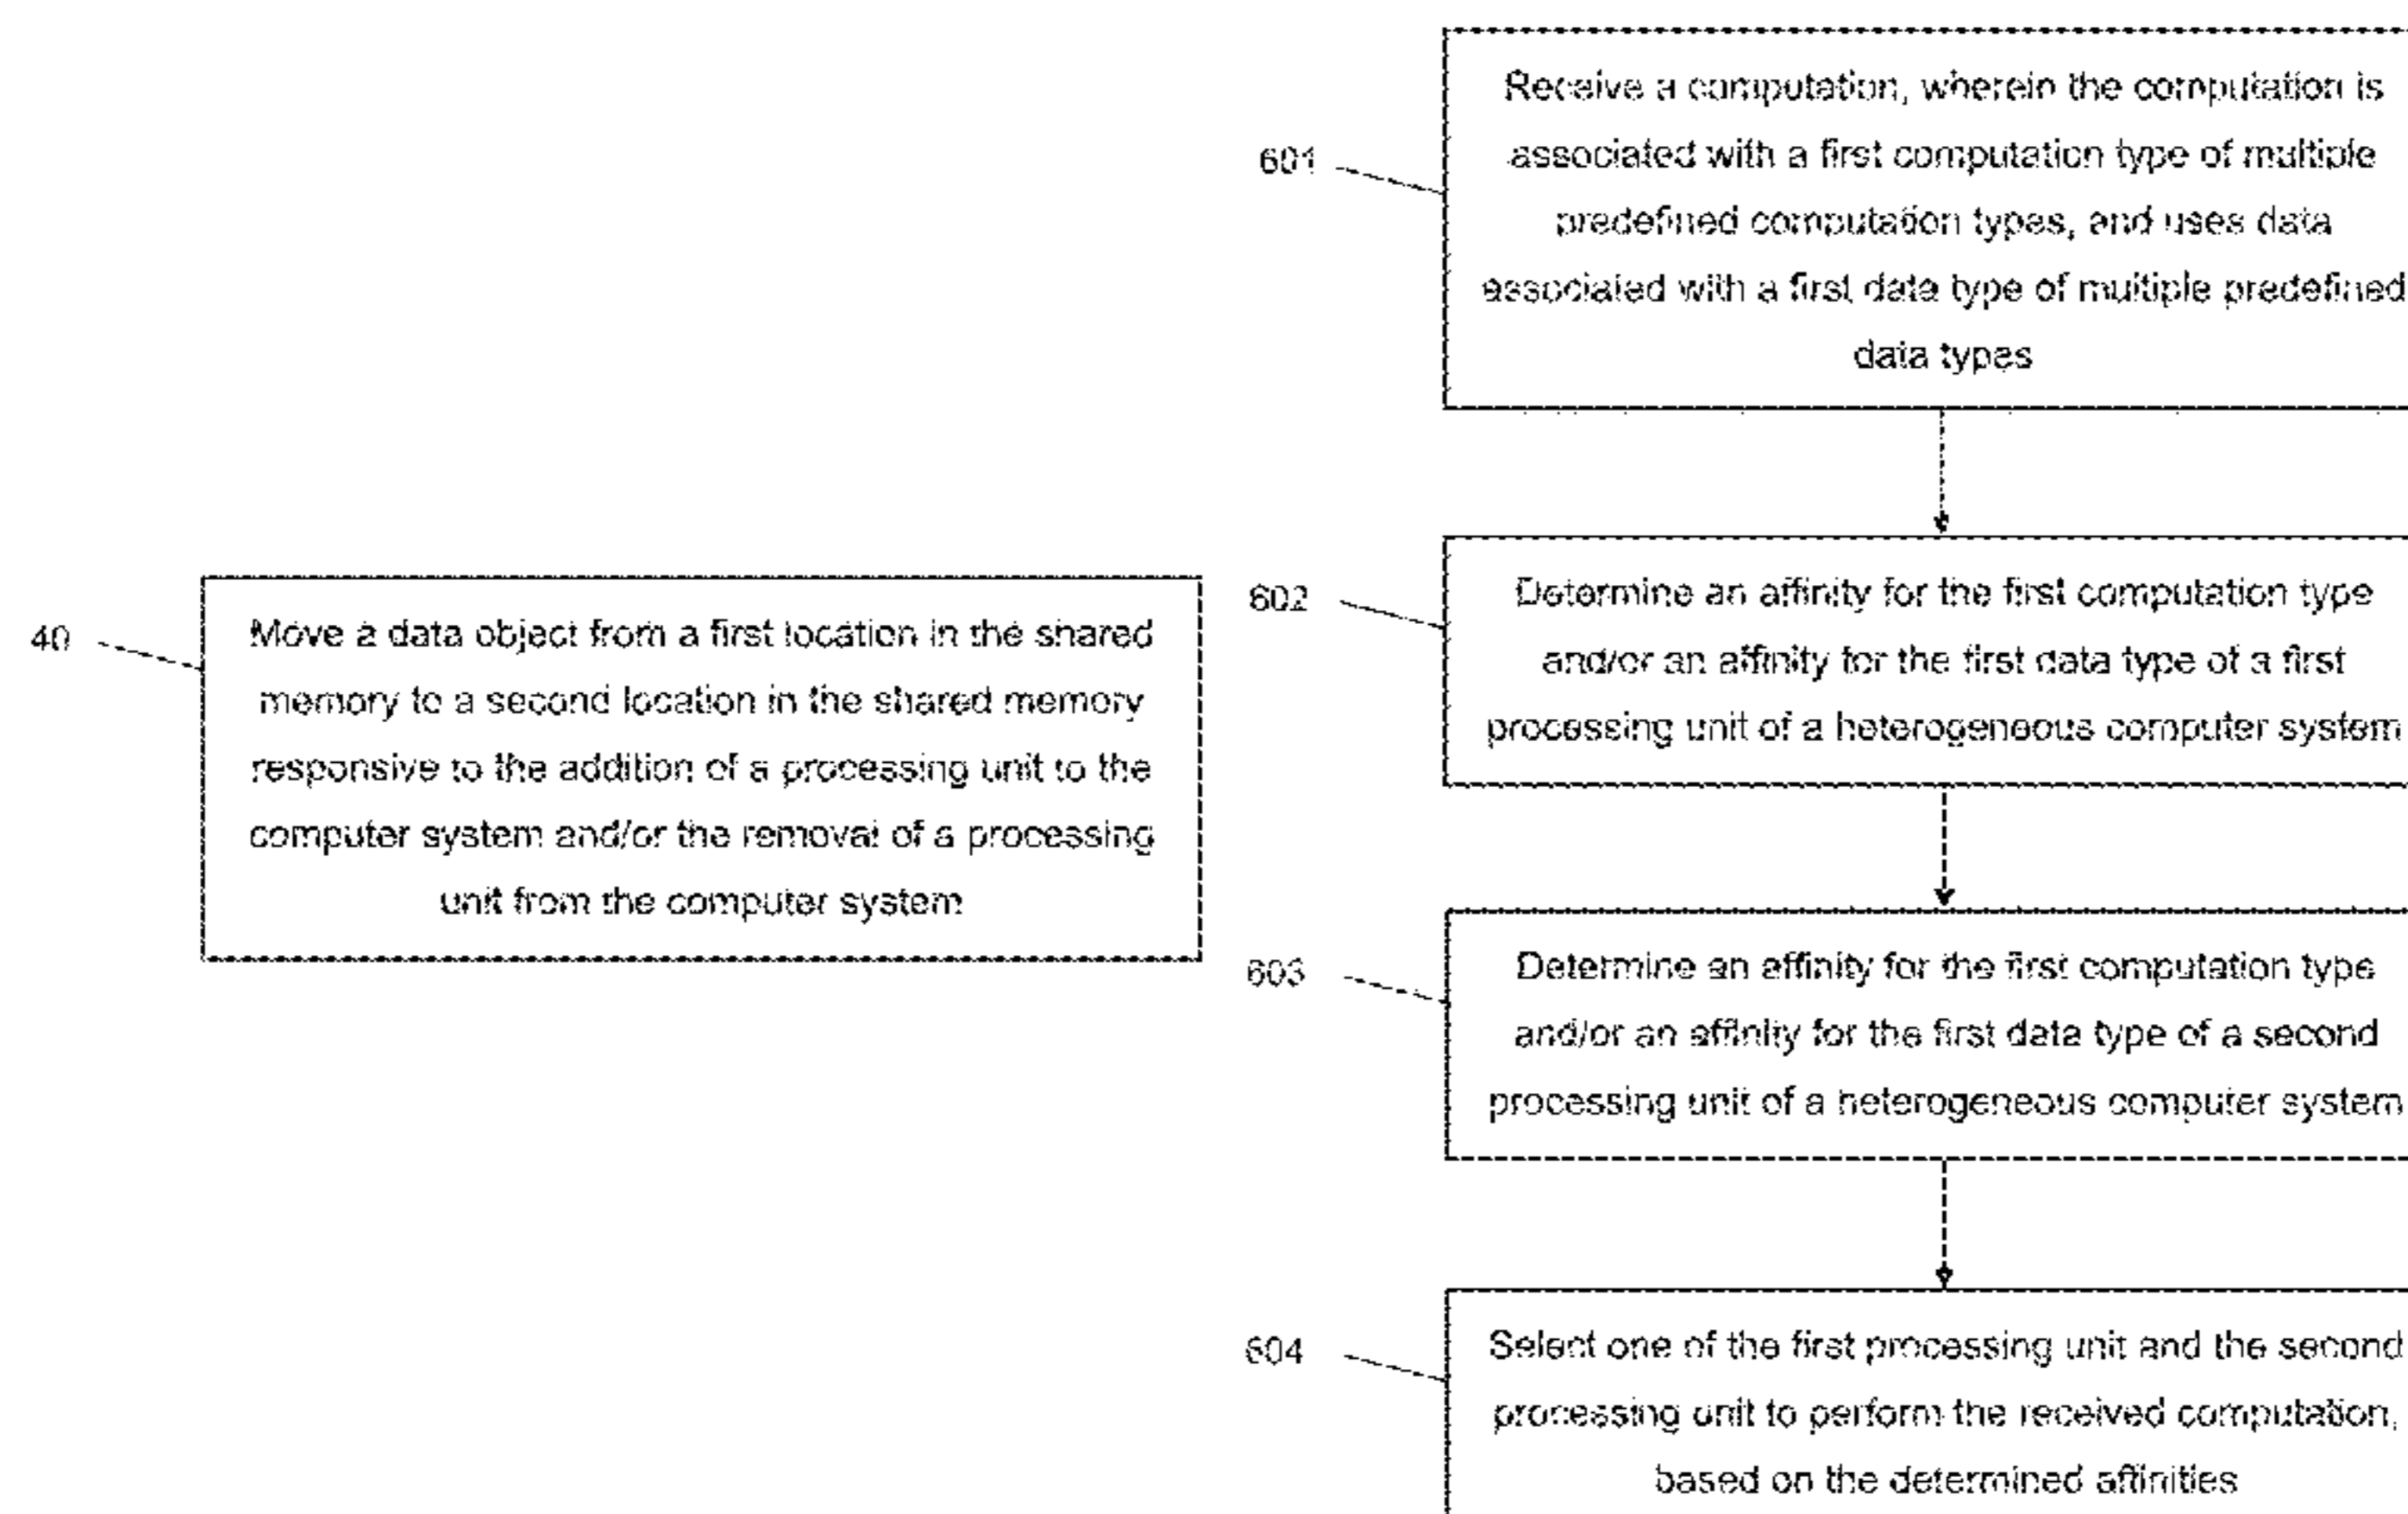 601
Receive a computation, wherein the computation is
associated with a first computation type of multiple
predefined computation types, and uses data
associated with a first data type of multiple predefined
data types
602
Determine an affinity for the first computation type
and/or an affinity for the first data type of a first
processing unit of a heterogeneous computer system
40
Move a data object from a first location in the shared
memory to a second location in the shared memory
responsive to the addition of a processing unit to the
computer system and/or the removal of a processing
unit from the computer system
603
Determine an affinity for the first computation type
and/or an affinity for the first data type of a second
processing unit of a heterogeneous computer system
604
Select one of the first processing unit and the second
processing unit to perform the received computation,
based on the determined affinities